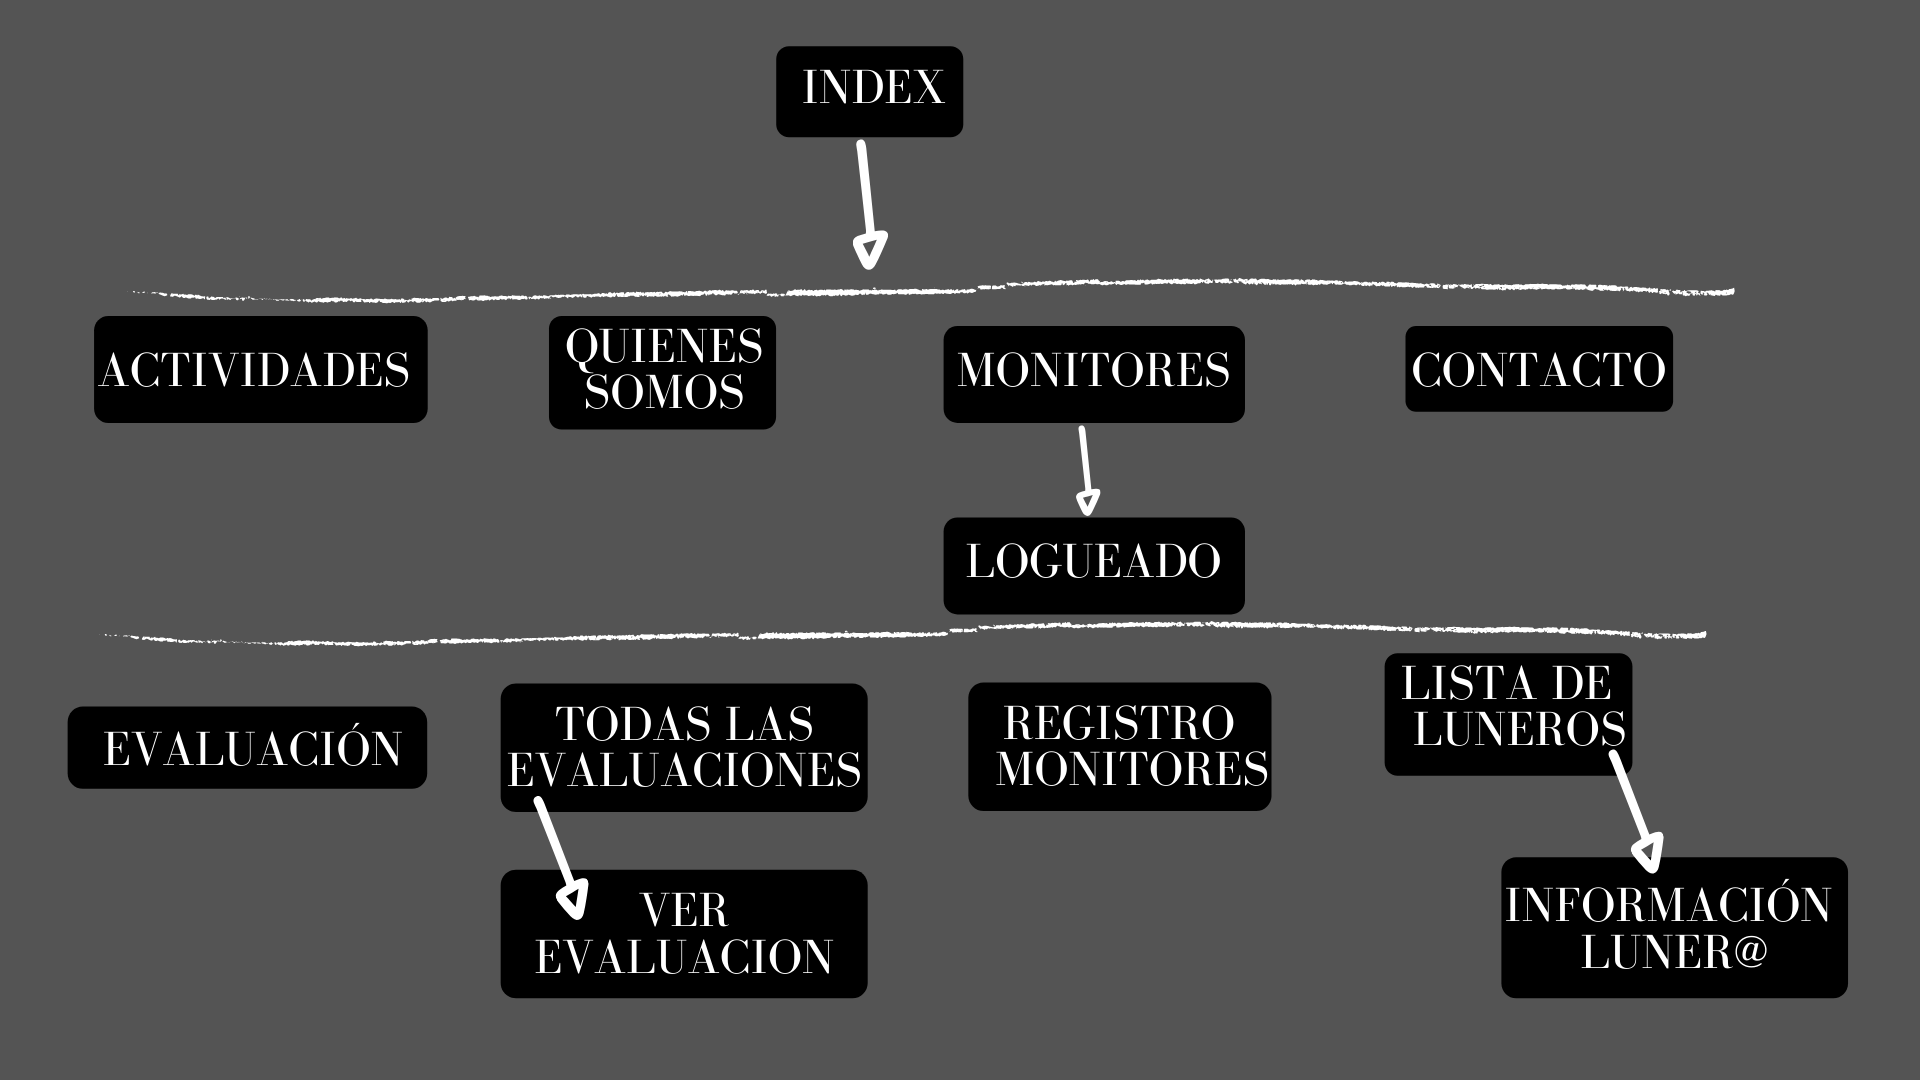 INDEX
ACTIVIDADES
QUIENES
SOMOS
MONITORES
CONTACTO
LOGUEADO
EVALUACIÓN
TODAS LAS
EVALUACIONES
REGISTRO
MONITORES
LISTA DE
LUNEROS
VER
EVALUACION
INFORMACIÓN
LUNER@